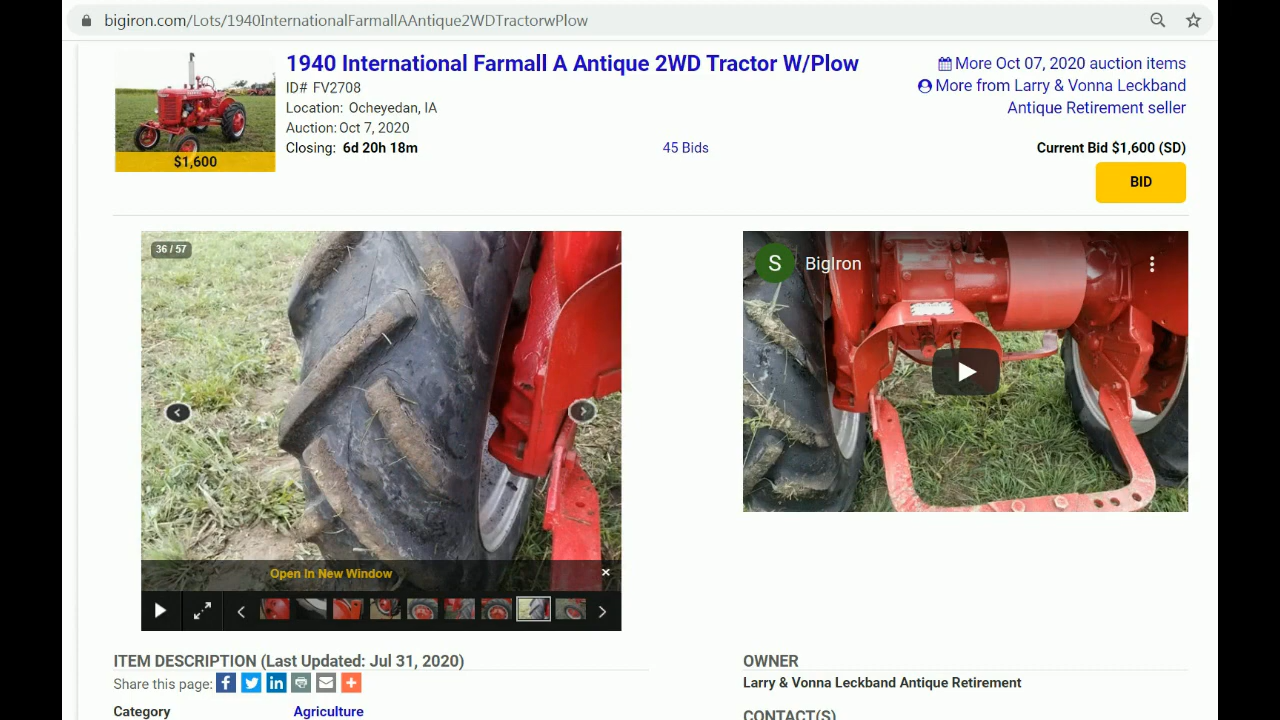 bigiron.com/Lots/1940InternationalFarmallAAntique2WDTractorwPlow
1940 International Farmall A Antique 2WD Tractor W/Plow
ID# FV2708
Location: Ocheyedan, IA
Auction: Oct 7, 2020
Closing: 6d 20h 18m
$1,600
45 Bids
More Oct 07, 2020 auction items
More from Larry & Vonna Leckband
Antique Retirement seller
Current Bid $1,600 (SD)
BID
36 / 57
Open In New Window
S BigIron
ITEM DESCRIPTION (Last Updated: Jul 31, 2020)
Share this page:
Category Agriculture
OWNER
Larry & Vonna Leckband Antique Retirement
CONTACT(S)